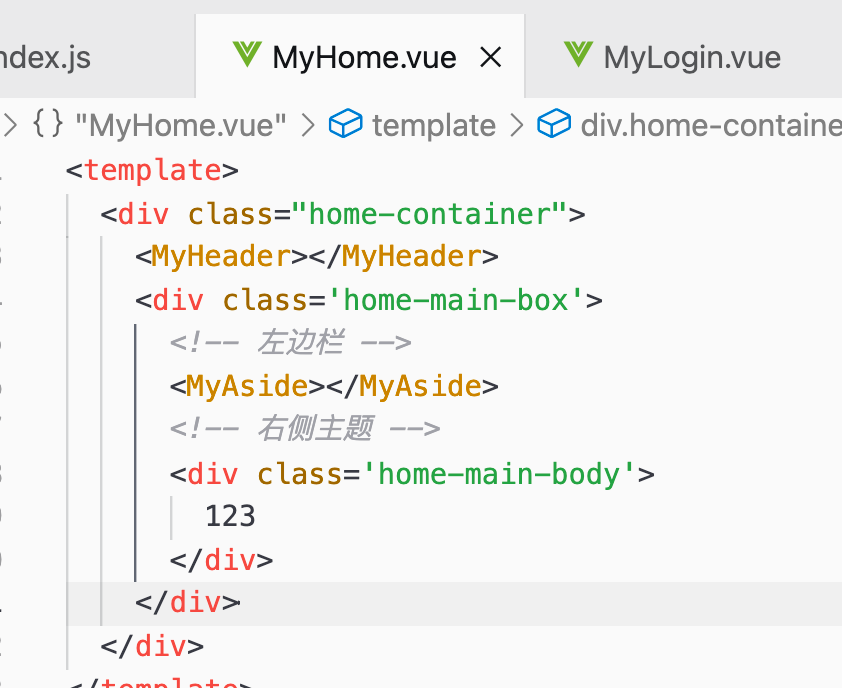 ndex.js MyHome.vue MyLogin.vue
{} "MyHome.vue" > template > div.home-containe
<template>
<div class="home-container">
<MyHeader></MyHeader>
<div class='home-main-box'>
<!-- 左边栏 -->
<MyAside></MyAside>
<!-- 右侧主题 -->
<div class='home-main-body'>
123
</div>
</div>
</div>
</template>